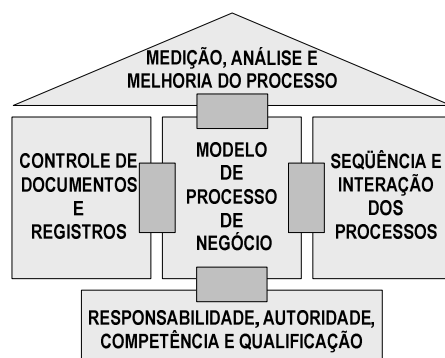 MEDIÇÃO, ANÁLISE E
MELHORIA DO PROCESSO
CONTROLE DE
DOCUMENTOS
E
REGISTROS
MODELO
DE
PROCESSO
DE
NEGÓCIO
SEQÜÊNCIA E
INTERAÇÃO
DOS
PROCESSOS
RESPONSABILIDADE, AUTORIDADE,
COMPETÊNCIA E QUALIFICAÇÃO